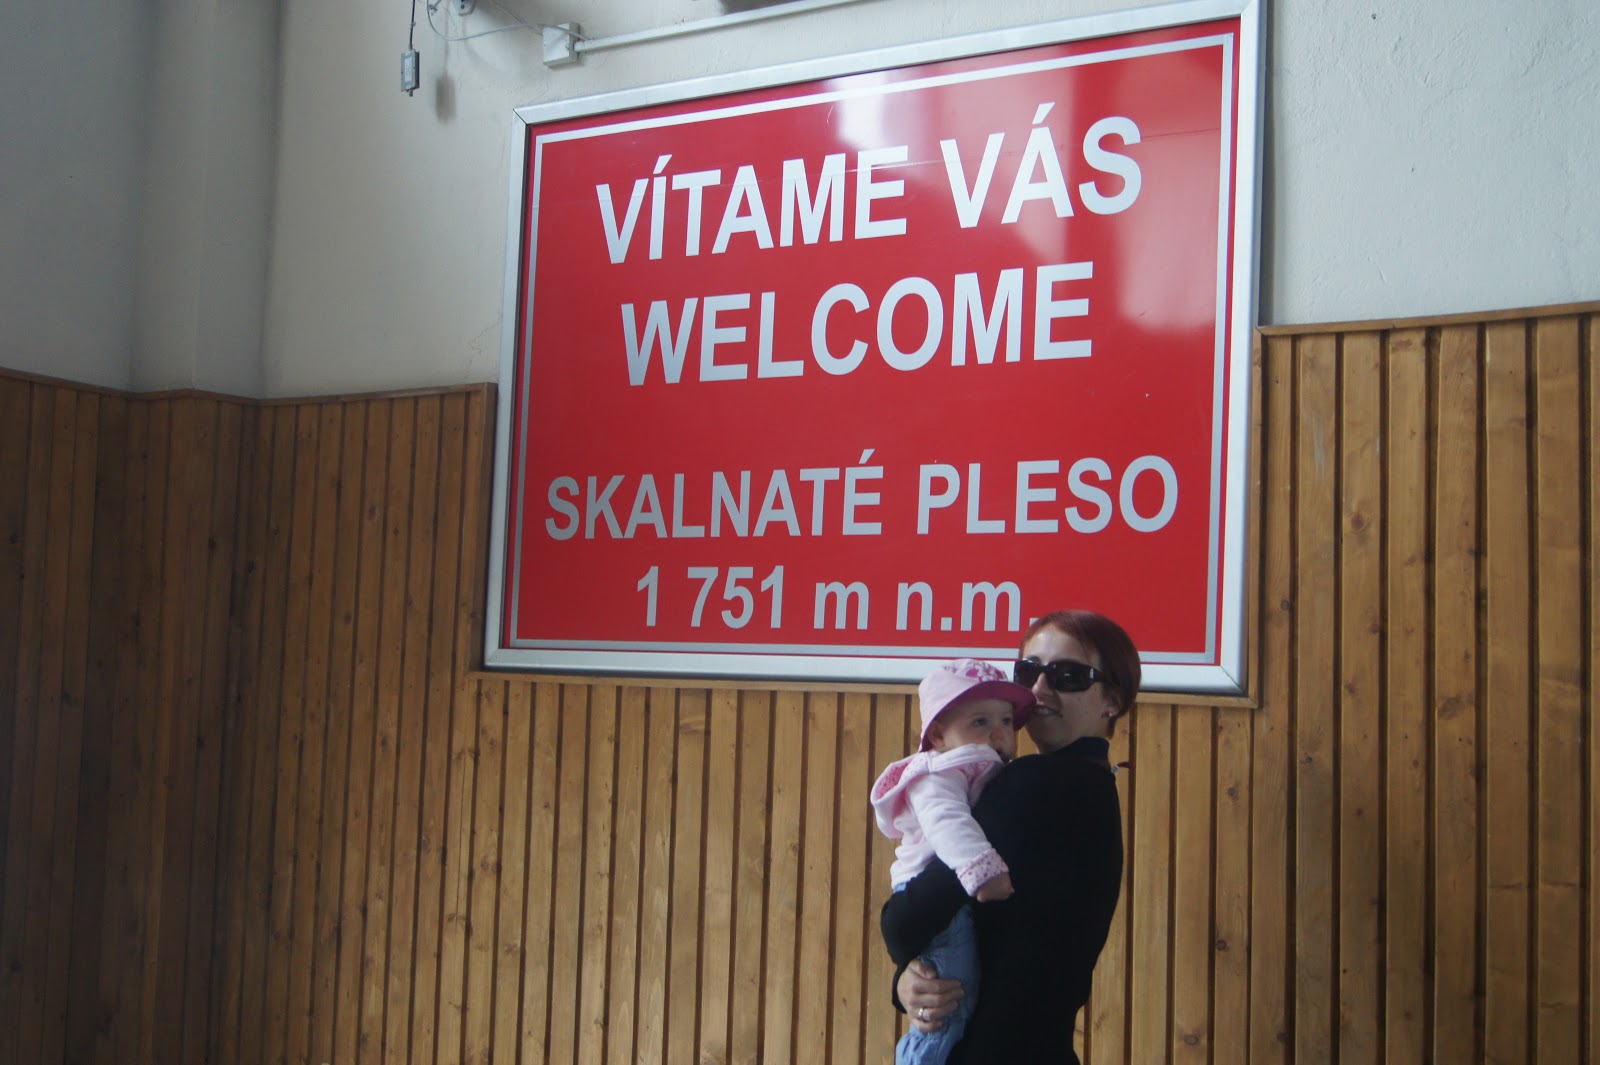 VÍTAME VÁS
WELCOME
SKALNATÉ PLESO
1 751 m n.m.